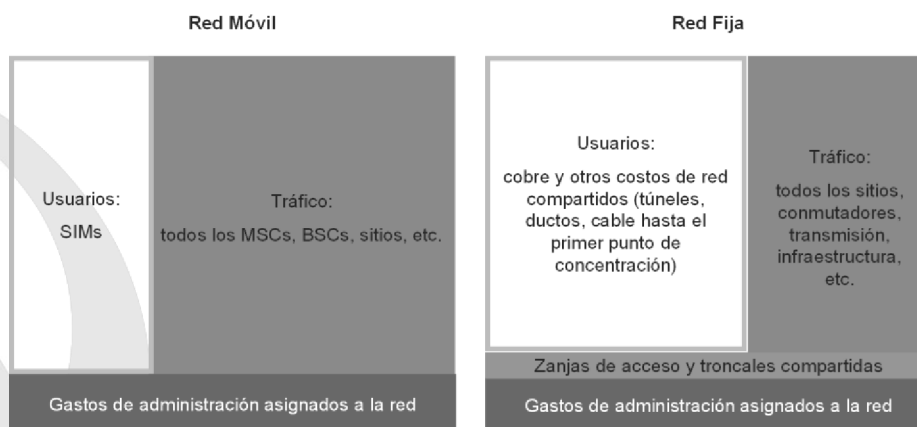 Red Móvil
Usuarios:
SIMs
Tráfico:
todos los MSCs, BSCs, sitios, etc.
Gastos de administración asignados a la red
Red Fija
Usuarios:
cobre y otros costos de red
compartidos (túneles,
ductos, cable hasta el
primer punto de
concentración)
Tráfico:
todos los sitios,
conmutadores,
transmisión,
infraestructura,
etc.
Zanjas de acceso y troncales compartidas
Gastos de administración asignados a la red